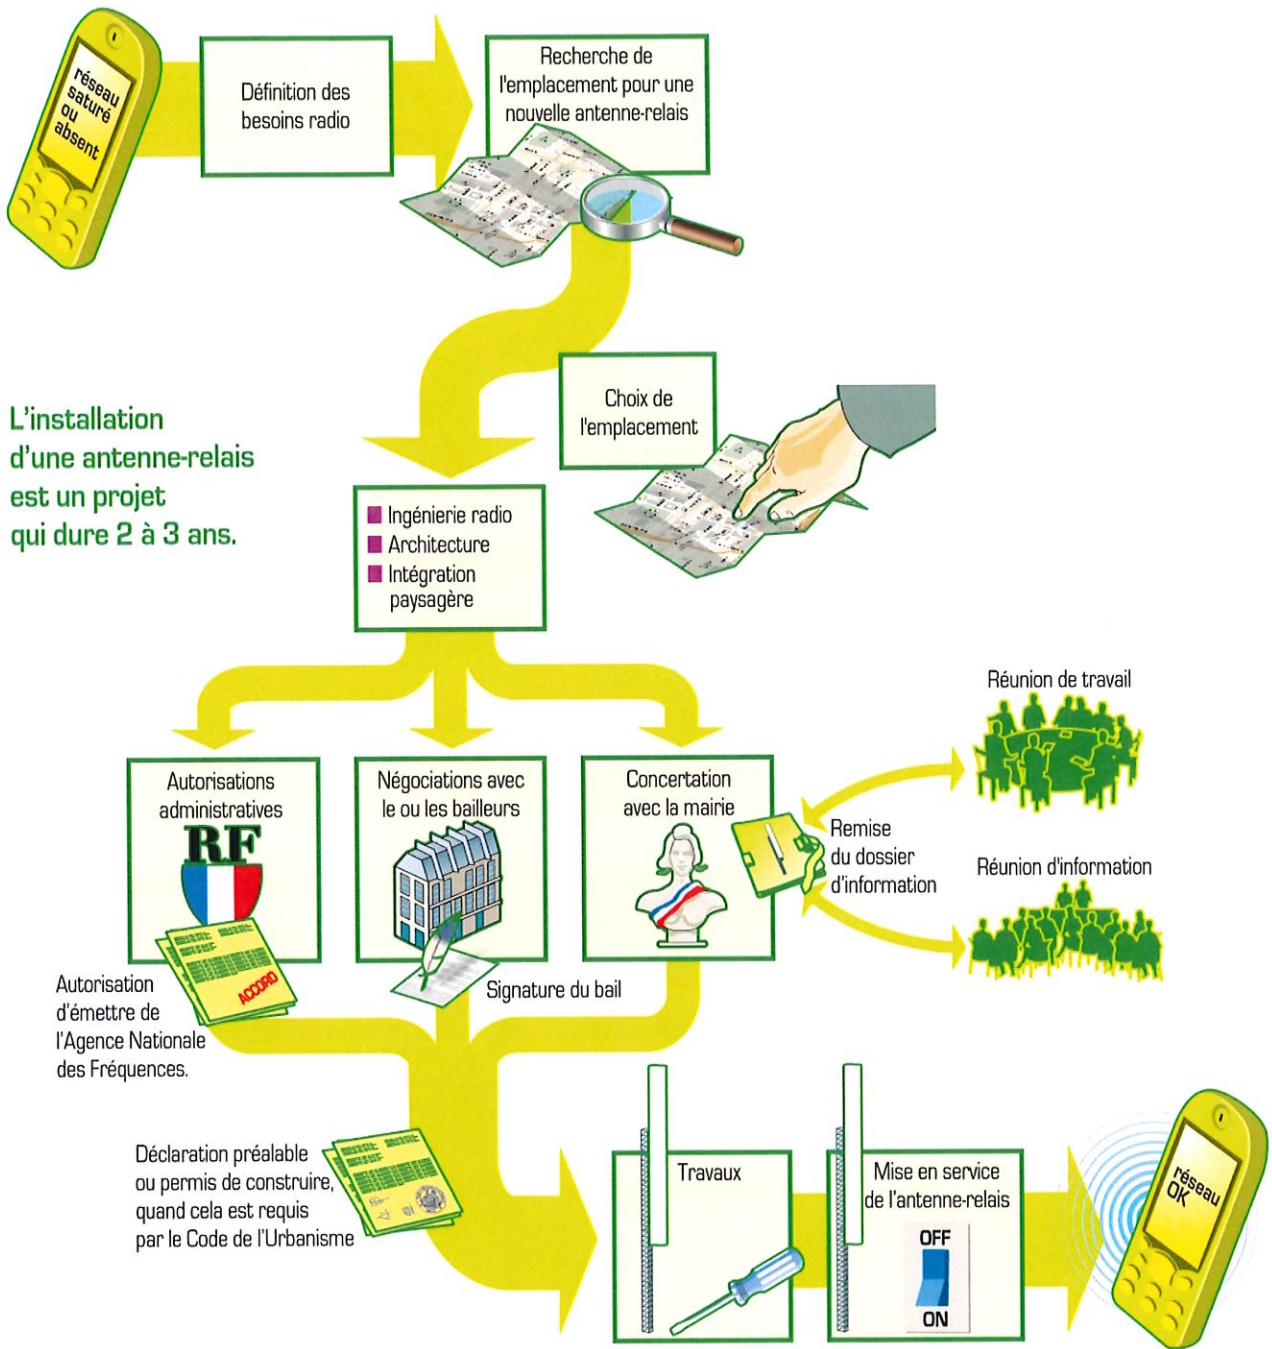 réseau
saturé
ou
absent
Définition des
besoins radio
Recherche de
l'emplacement pour une
nouvelle antenne-relais
Choix de
l'emplacement
L'installation
d'une antenne-relais
est un projet
qui dure 2 à 3 ans.
Ingénierie radio
Architecture
Intégration
paysagère
Autorisations
administratives
RF
ACCORD
Autorisation
d'émettre de
l'Agence Nationale
des Fréquences.
Négociations avec
le ou les bailleurs
Signature du bail
Concertation
avec la mairie
Remise
du dossier
d'information
Réunion de travail
Réunion d'information
Déclaration préalable
ou permis de construire,
quand cela est requis
par le Code de l'Urbanisme
Travaux
Mise en service
de l'antenne-relais
OFF
ON
réseau
OK